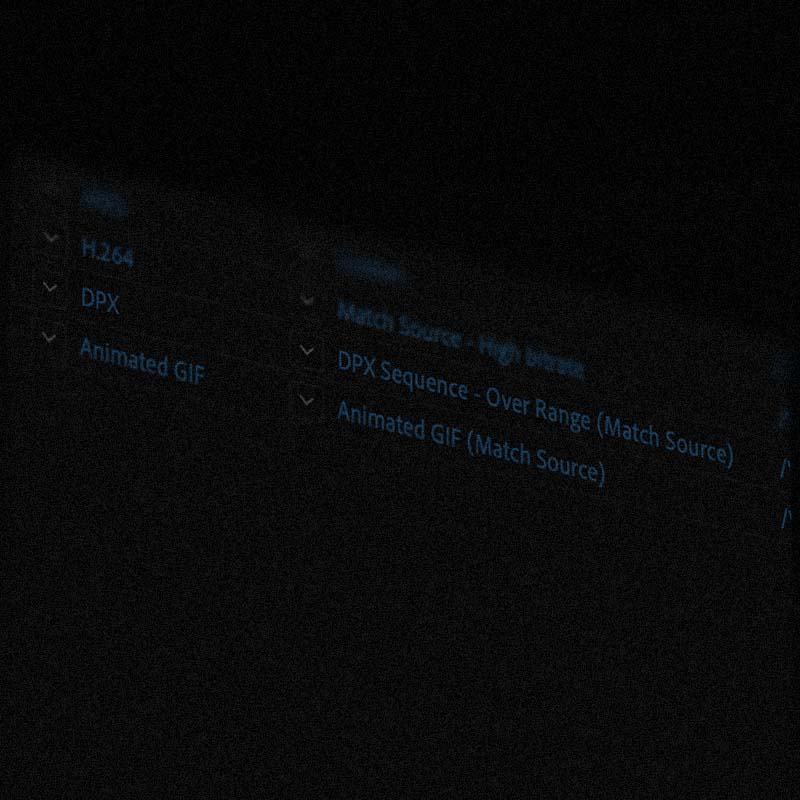 H.264 Match Source - High bitrate
DPX DPX Sequence - Over Range (Match Source)
Animated GIF Animated GIF (Match Source)